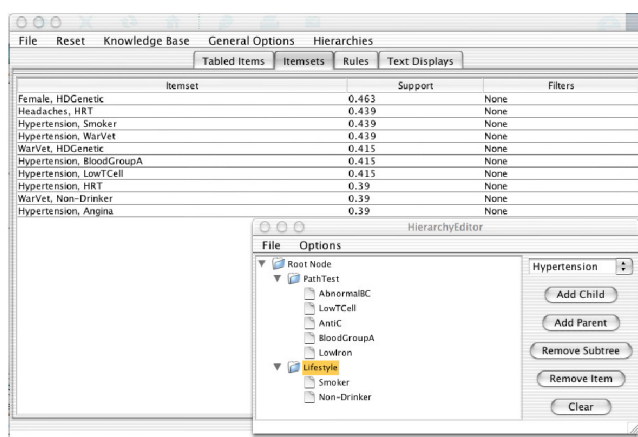 File Reset Knowledge Base General Options Hierarchies
Tabled Items Itemsets Rules Text Displays
Itemset Support Filters
Female, HDGenetic 0.463 None
Headaches, HRT 0.439 None
Hypertension, Smoker 0.439 None
Hypertension, WarVet 0.439 None
WarVet, HDGenetic 0.415 None
Hypertension, BloodGroupA 0.415 None
Hypertension, LowTCell 0.415 None
Hypertension, HRT 0.39 None
WarVet, Non-Drinker 0.39 None
Hypertension, Angina 0.39 None
HierarchyEditor
File Options
Root Node
PathTest
AbnormalBC
LowTCell
AntiC
BloodGroupA
LowIron
Lifestyle
Smoker
Non-Drinker
Hypertension
Add Child
Add Parent
Remove Subtree
Remove Item
Clear